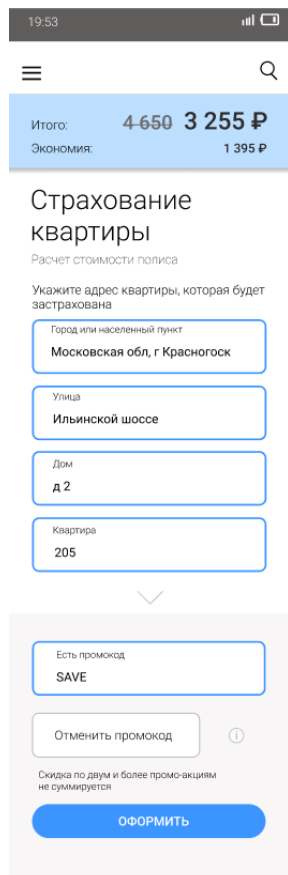 19:53
Итого: 4 650 3 255 ₽
Экономия: 1 395 ₽
Страхование
квартиры
Расчет стоимости полиса
Укажите адрес квартиры, которая будет
застрахована
Город или населенный пункт
Московская обл, г Красногоск
Улица
Ильинской шоссе
Дом
д 2
Квартира
205
Есть промокод
SAVE
Отменить промокод
Скидка по двум и более промо-акциям
не суммируется
ОФОРМИТЬ